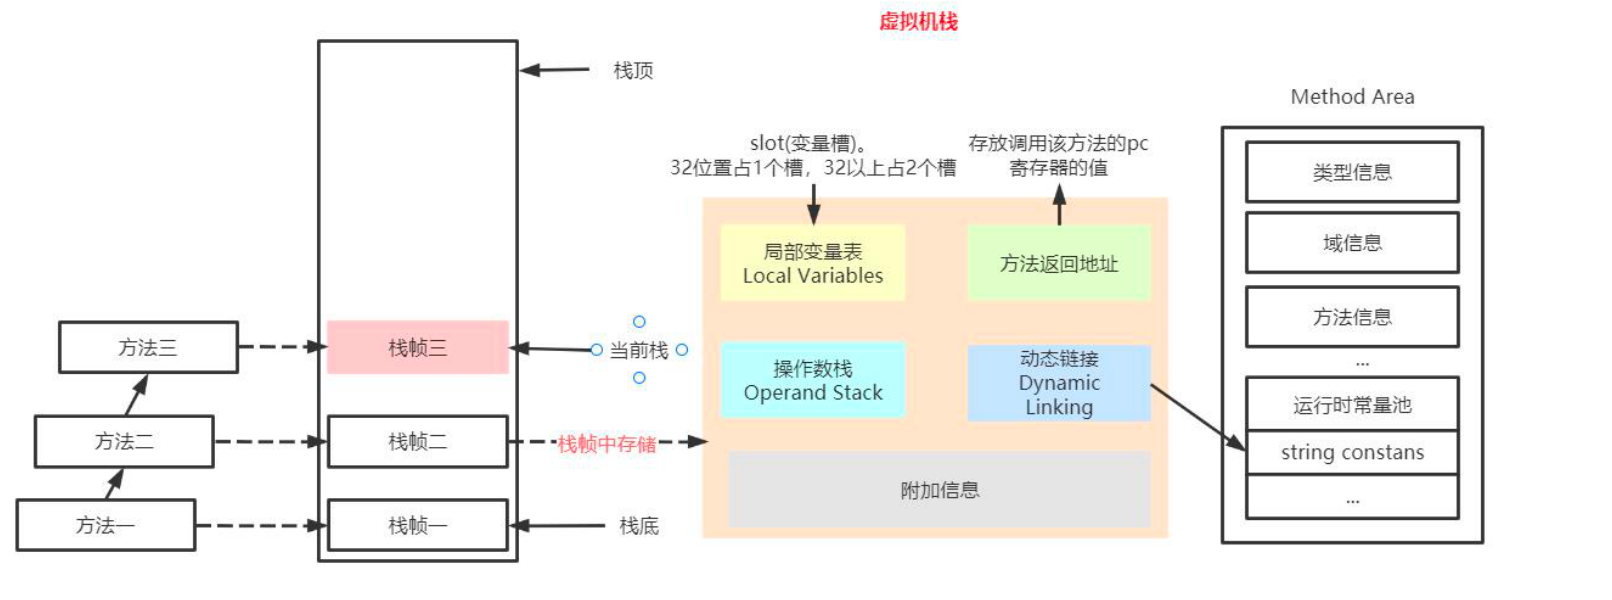 虚拟机栈
栈顶
Method Area
slot(变量槽)。
32位置占1个槽，32以上占2个槽
存放调用该方法的pc
寄存器的值
类型信息
局部变量表
Local Variables
方法返回地址
域信息
方法信息
...
方法三
栈帧三
当前栈
操作数栈
Operand Stack
动态链接
Dynamic
Linking
运行时常量池
方法二
栈帧二
栈帧中存储
string constans
附加信息
...
方法一
栈帧一
栈底